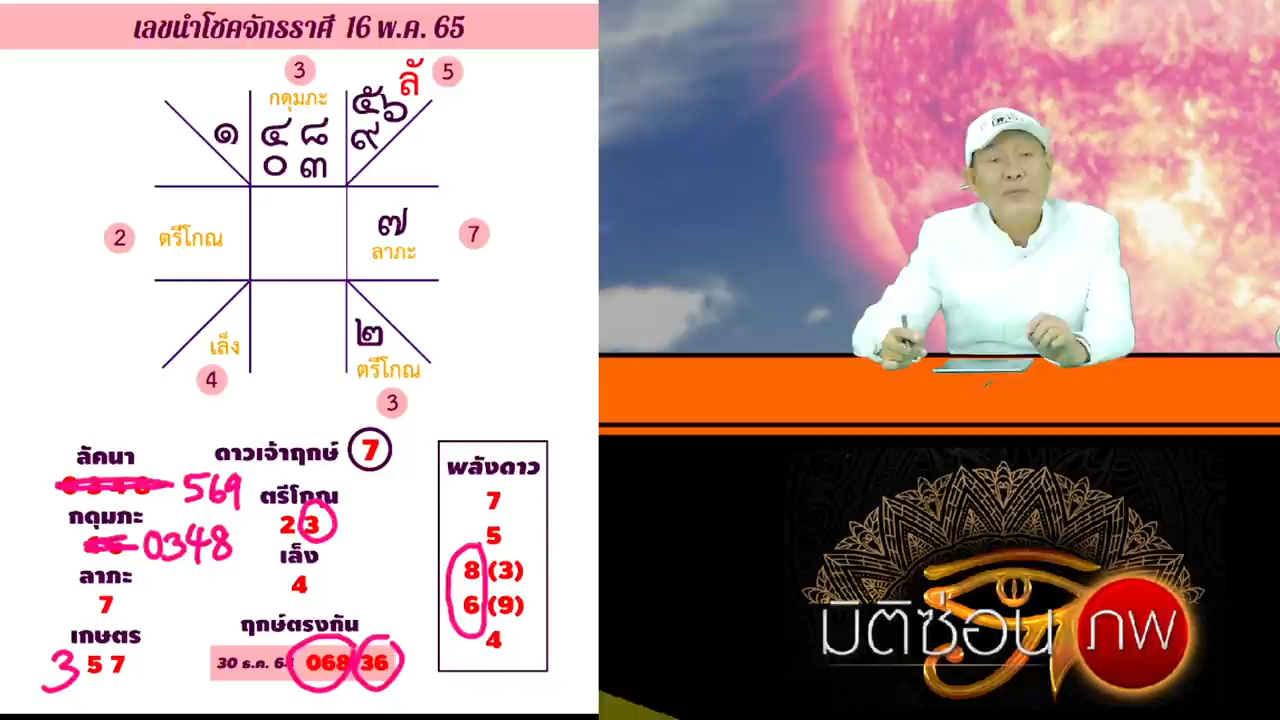 เลขนำโชคจักรราศี 16 พ.ค. 65
3
5
ลั
กดุมภะ
๑
๔ ๘
๐ ๓
๕ ๖
๙
2
ตรีโกณ
๗
ลาภะ
7
เล็ง
4
๒
ตรีโกณ
3
ลัคนา
569
กดุมภะ
0348
ลาภะ
7
เกษตร
3 5 7
ดาวเจ้าฤกษ์ 7
ตรีโกณ
2 3
เล็ง
4
ฤกษ์ตรงกัน
30 ธ.ค. 068 36
พลังดาว
7
5
8 (3)
6 (9)
4
มิติซ่อนภพ